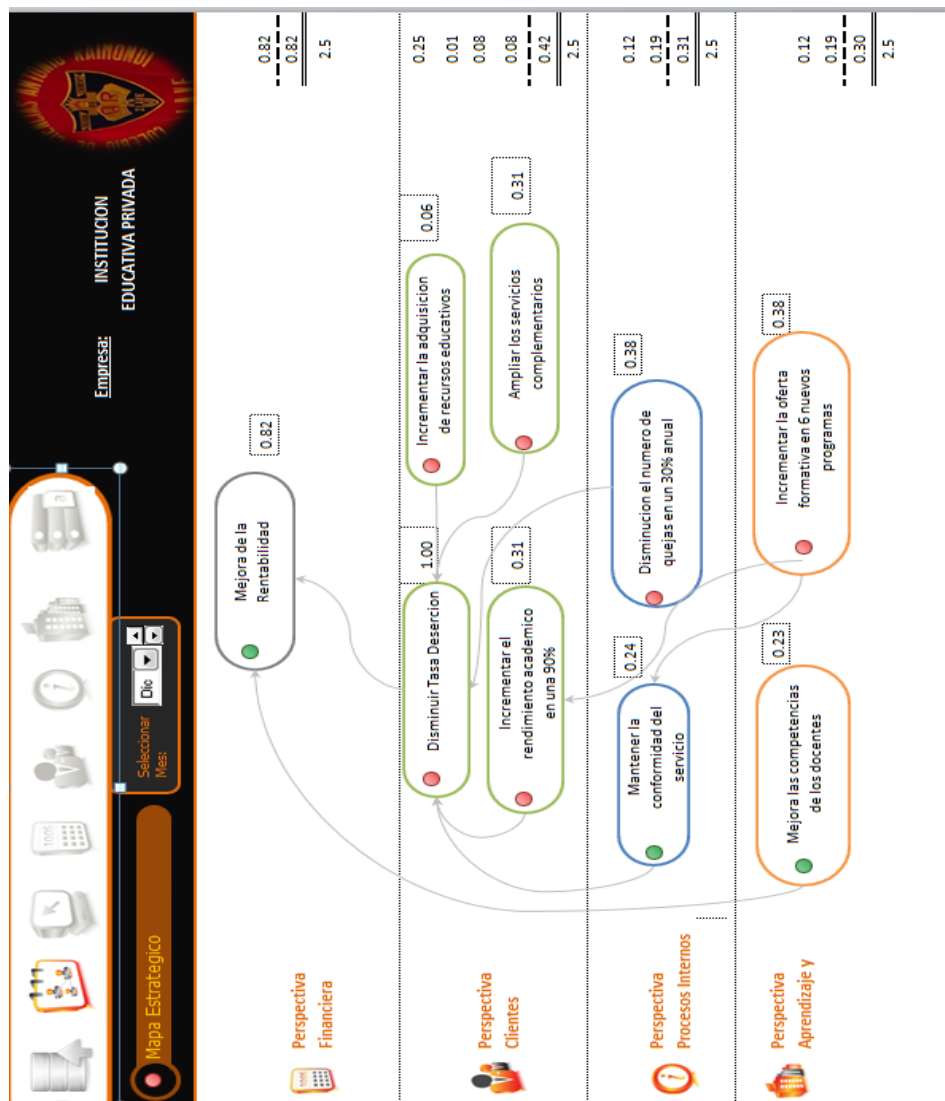 COLEGIO DE CIENCIAS ANTONIO RAIMONDI
Empresa:
INSTITUCION
EDUCATIVA PRIVADA
Mapa Estrategico
Seleccionar
Mes:
Dic
Perspectiva
Financiera
Mejora de la
Rentabilidad
0.82
0.82
0.82
2.5
Perspectiva
Clientes
Disminuir Tasa Desercion
1.00
Incrementar la adquisicion
de recursos educativos
0.06
Incrementar el
rendimiento academico
en una 90%
0.31
Ampliar los servicios
complementarios
0.31
0.25
0.01
0.08
0.08
0.42
2.5
Perspectiva
Procesos Internos
Mantener la
conformidad del
servicio
0.24
Disminucion el numero de
quejas en un 30% anual
0.38
0.12
0.19
0.31
2.5
Perspectiva
Aprendizaje y
Mejora las competencias
de los docentes
0.23
Incrementar la oferta
formativa en 6 nuevos
programas
0.38
0.12
0.19
0.30
2.5